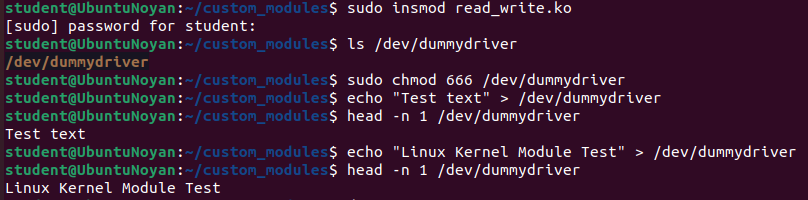 student@UbuntuNoyan:~/custom_modules$ sudo insmod read_write.ko
[sudo] password for student:
student@UbuntuNoyan:~/custom_modules$ ls /dev/dummydriver
/dev/dummydriver
student@UbuntuNoyan:~/custom_modules$ sudo chmod 666 /dev/dummydriver
student@UbuntuNoyan:~/custom_modules$ echo "Test text" > /dev/dummydriver
student@UbuntuNoyan:~/custom_modules$ head -n 1 /dev/dummydriver
Test text
student@UbuntuNoyan:~/custom_modules$ echo "Linux Kernel Module Test" > /dev/dummydriver
student@UbuntuNoyan:~/custom_modules$ head -n 1 /dev/dummydriver
Linux Kernel Module Test